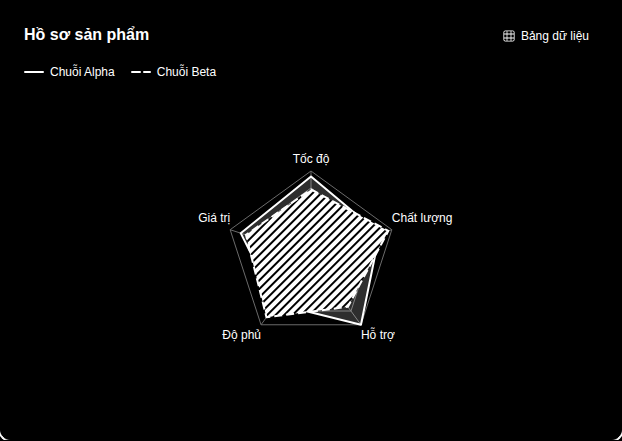 Hồ sơ sản phẩm
Bảng dữ liệu
Chuỗi Alpha
Chuỗi Beta
Tốc độ
Giá trị
Chất lượng
Độ phủ
Hỗ trợ